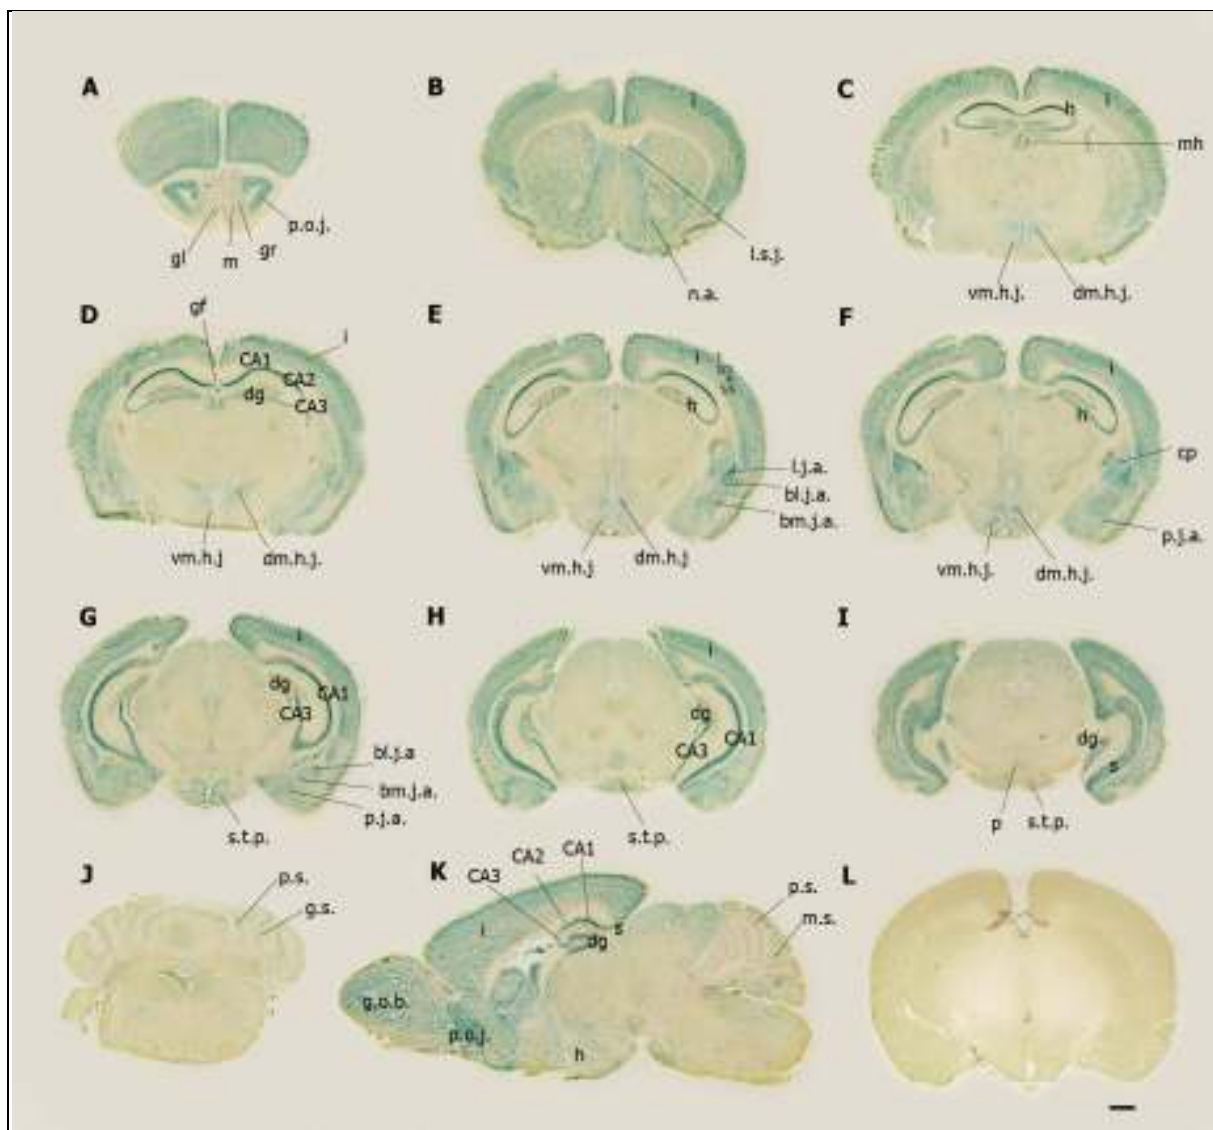 A
B
C
l
h
l
mh
p.o.j.
gl
m
gr
l.s.j.
n.a.
vm.h.j.
dm.h.j.
D
gf
l
E
F
CA1
CA2
dg
CA3
l
l
h
h
cp
l.j.a.
bl.j.a.
bm.j.a.
p.j.a.
vm.h.j
dm.h.j.
vm.h.j
dm.h.j
vm.h.j.
dm.h.j.
G
H
I
l
l
dg
CA1
CA3
dg
CA3
CA1
dg
s
bl.j.a
bm.j.a.
p.j.a.
s.t.p.
s.t.p.
p
s.t.p.
J
K
L
p.s.
g.s.
CA3
CA2
CA1
p.s.
m.s.
l
s
dg
g.o.b.
p.o.j.
h